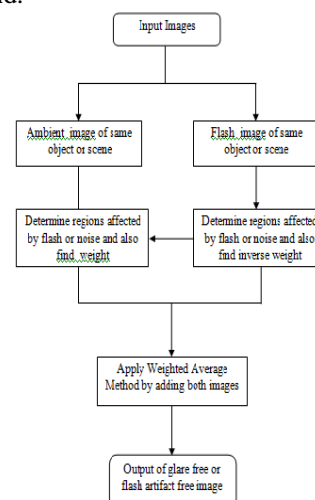 nd.
Input Images
Ambient image of same
object or scene
Flash image of same
object or scene
Determine regions affected
by flash or noise and also
find weight
Determine regions affected
by flash or noise and also
find inverse weight
Apply Weighted Average
Method by adding both images
Output of glare free or
flash artifact free image